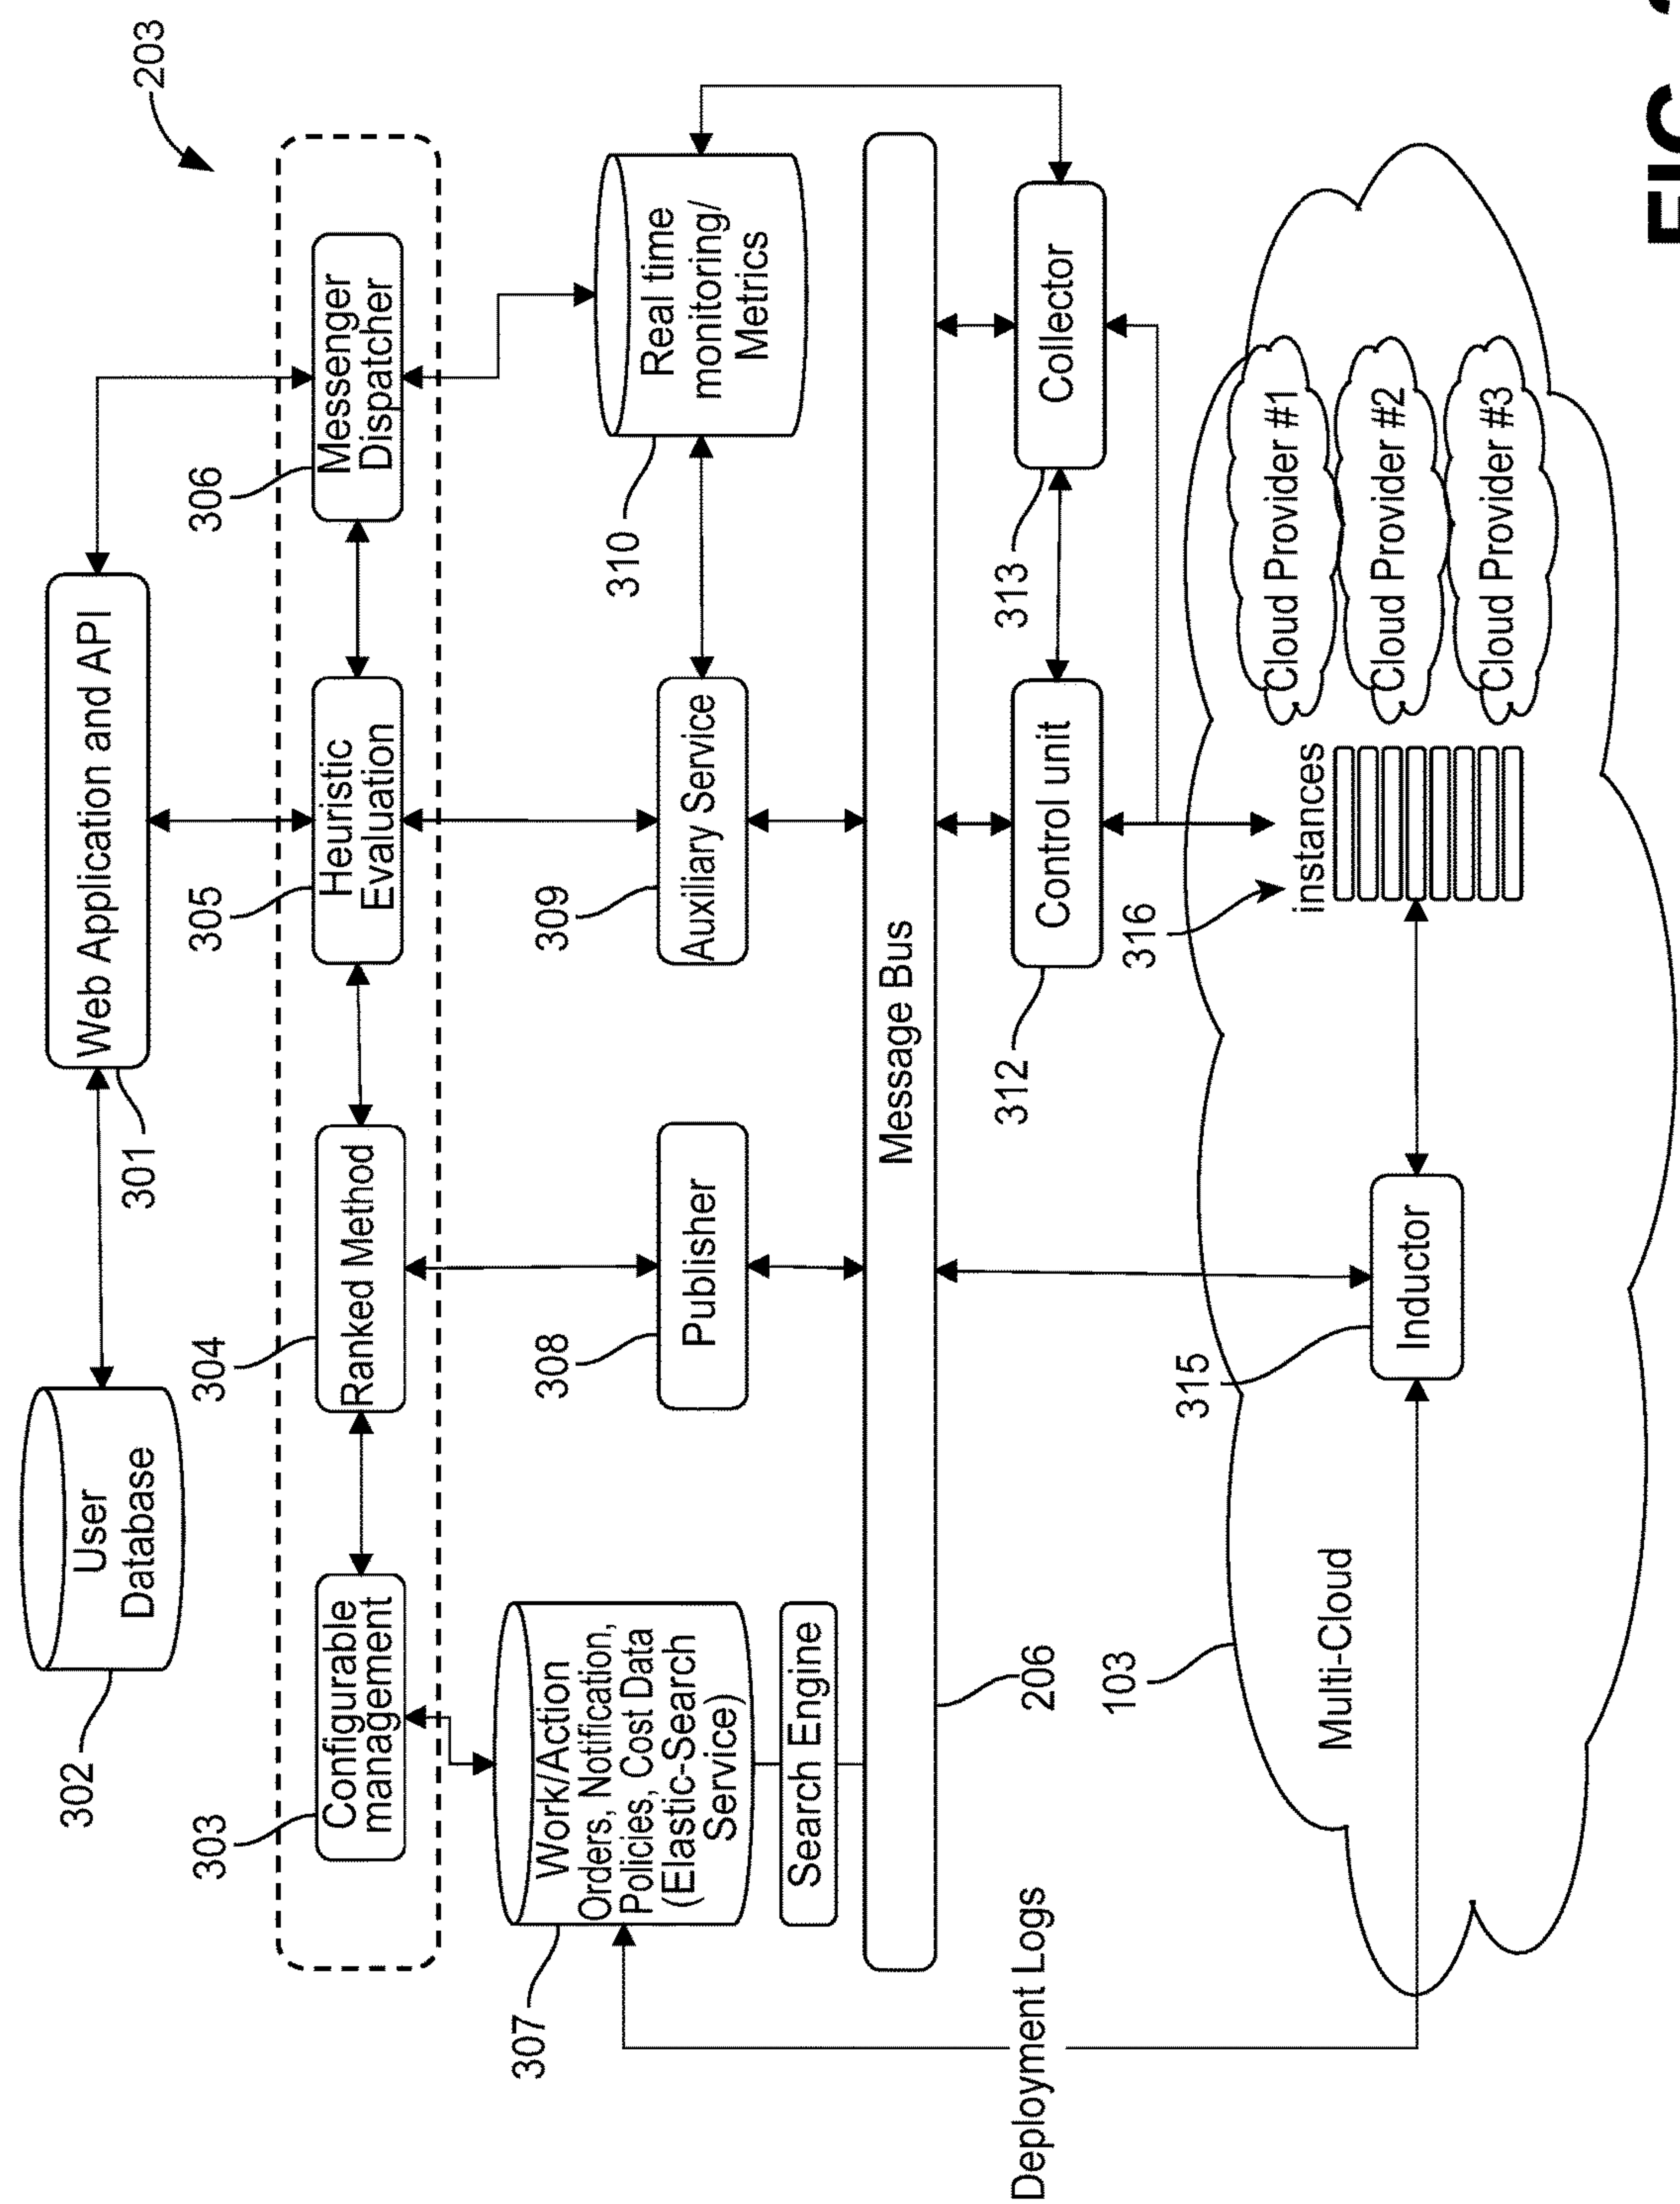 203
302
User
Database
301
Web Application and API
303
Configurable
management
304
Ranked Method
305
Heuristic
Evaluation
306
Messenger
Dispatcher
307
Work/Action
Orders, Notification,
Policies, Cost Data
(Elastic-Search
Service)
Search Engine
308
Publisher
309
Auxiliary Service
310
Real time
monitoring/
Metrics
Message Bus
206
Deployment Logs
312
Control unit
313
Collector
103
Multi-Cloud
315
Inductor
316
instances
Cloud Provider #1
Cloud Provider #2
Cloud Provider #3